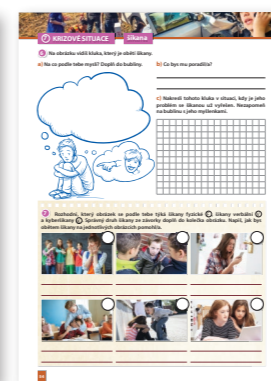 7 KRIZOVÉ SITUACE šikana
6 Na obrázku vidíš kluka, který je obětí šikany.
a) Na co podle tebe myslí? Doplň do bubliny. b) Co bys mu poradil/a?
c) Nakresli tohoto kluka v situaci, kdy je jeho
problém se šikanou už vyřešen. Nezapomeň
na bublinu s jeho myšlenkami.
7 Rozhodni, který obrázek se podle tebe týká šikany fyzické, šikany verbální
a kyberšikany. Správný druh šikany ze závorky doplň do kolečka obrázku. Napiš, jak bys
obětem šikany na jednotlivých obrázcích pomohl/a.